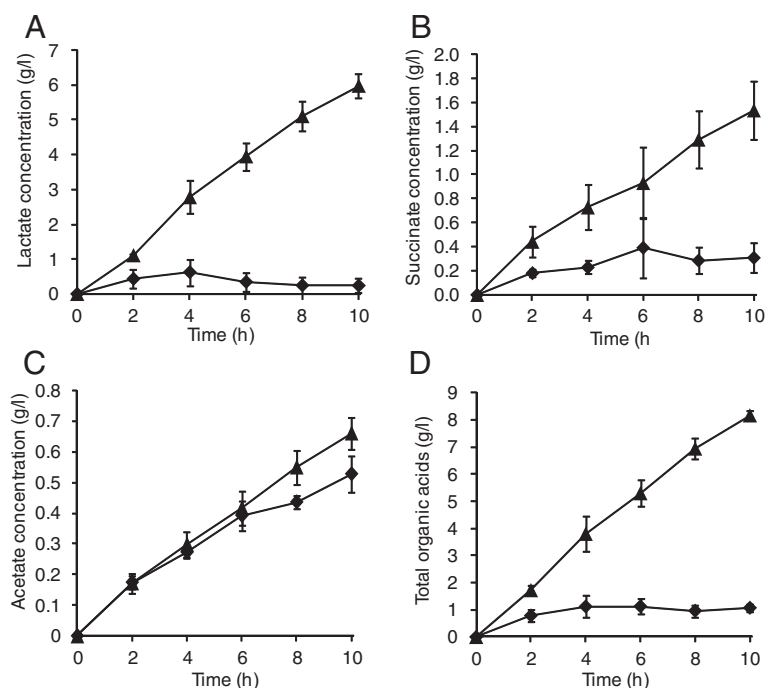 A
Lactate concentration (g/l)
7
6
5
4
3
2
1
0
0 2 4 6 8 10
Time (h)
B
Succinate concentration (g/l)
2.0
1.8
1.6
1.4
1.2
1.0
0.8
0.6
0.4
0.2
0.0
0 2 4 6 8 10
Time (h
C
Acetate concentration (g/l)
0.8
0.7
0.6
0.5
0.4
0.3
0.2
0.1
0
0 2 4 6 8 10
Time (h)
D
Total organic acids (g/l)
9
8
7
6
5
4
3
2
1
0
0 2 4 6 8 10
Time (h)